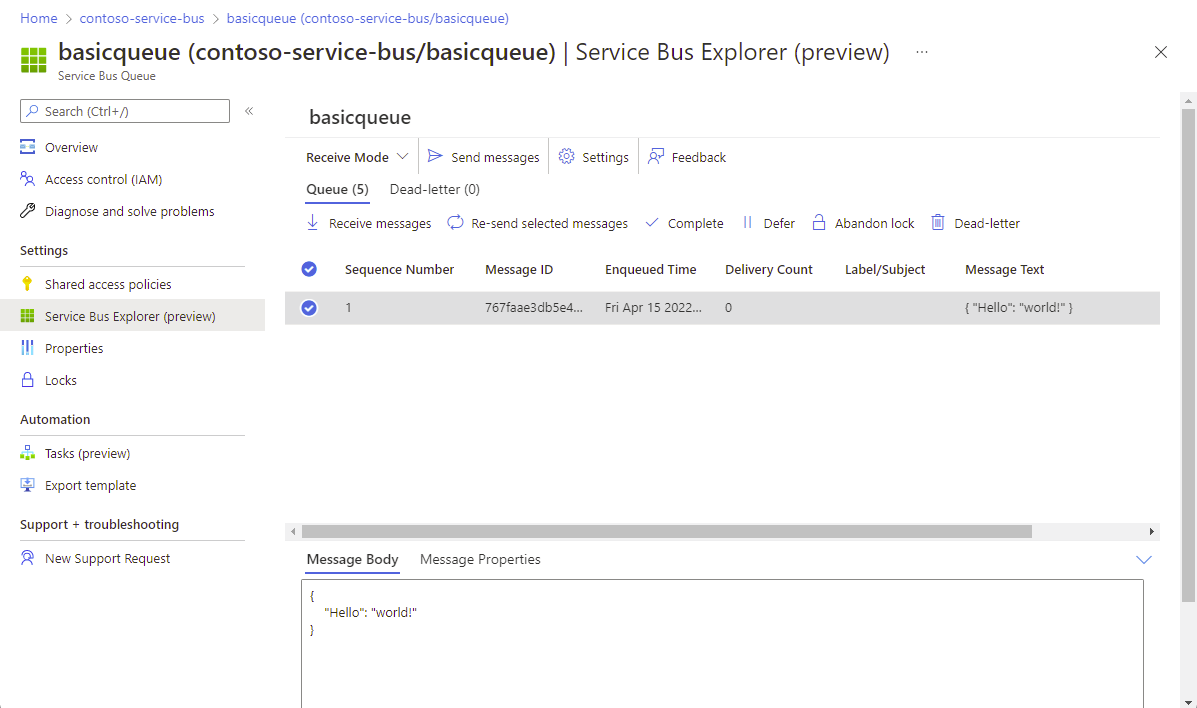 Home > contoso-service-bus > basicqueue (contoso-service-bus/basicqueue)
basicqueue (contoso-service-bus/basicqueue) | Service Bus Explorer (preview) ...
Service Bus Queue
Search (Ctrl+/) «
Overview
Access control (IAM)
Diagnose and solve problems
Settings
Shared access policies
Service Bus Explorer (preview)
Properties
Locks
Automation
Tasks (preview)
Export template
Support + troubleshooting
New Support Request
basicqueue
Receive Mode Send messages Settings Feedback
Queue (5) Dead-letter (0)
Receive messages Re-send selected messages Complete Defer Abandon lock Dead-letter
Sequence Number Message ID Enqueued Time Delivery Count Label/Subject Message Text
1 767faae3db5e4... Fri Apr 15 2022... 0 { "Hello": "world!" }
Message Body Message Properties
{
"Hello": "world!"
}